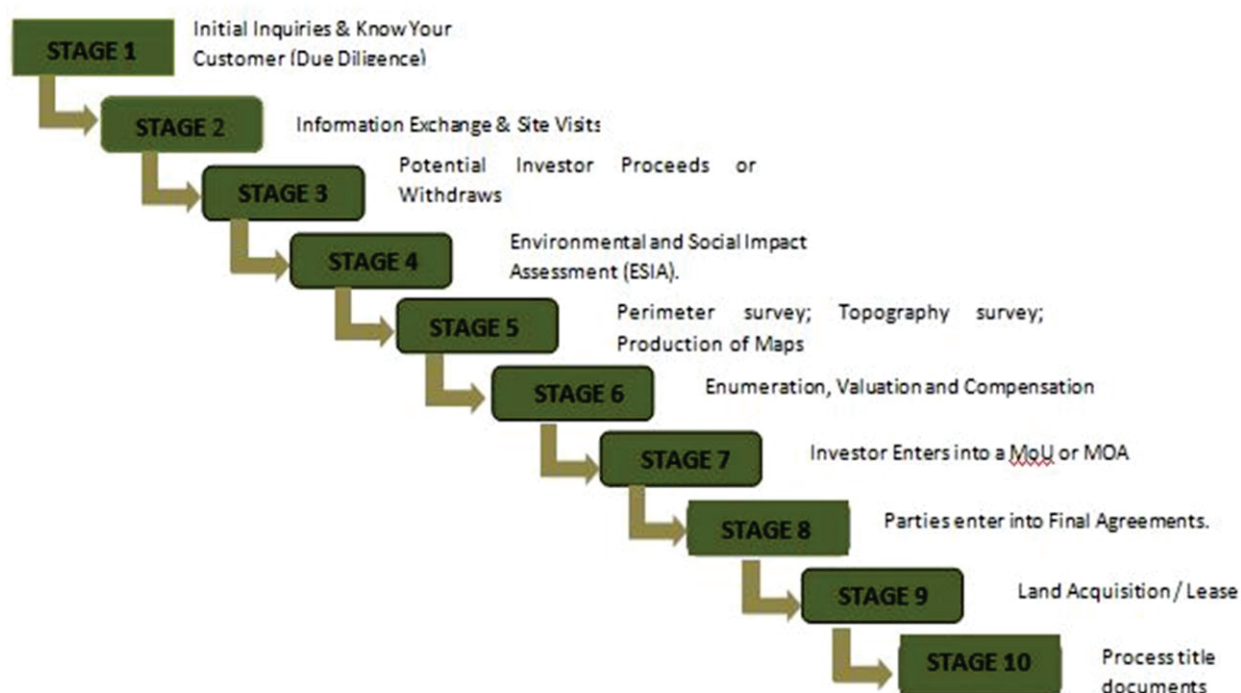 STAGE 1
Initial Inquiries & Know Your
Customer (Due Diligence)
STAGE 2
Information Exchange & Site Visits
STAGE 3
Potential Investor Proceeds or
Withdraws
STAGE 4
Environmental and Social Impact
Assessment (ESIA).
STAGE 5
Perimeter survey; Topography survey;
Production of Maps
STAGE 6
Enumeration, Valuation and Compensation
STAGE 7
Investor Enters into a MoU or MOA
STAGE 8
Parties enter into Final Agreements.
STAGE 9
Land Acquisition / Lease
STAGE 10
Process title
documents